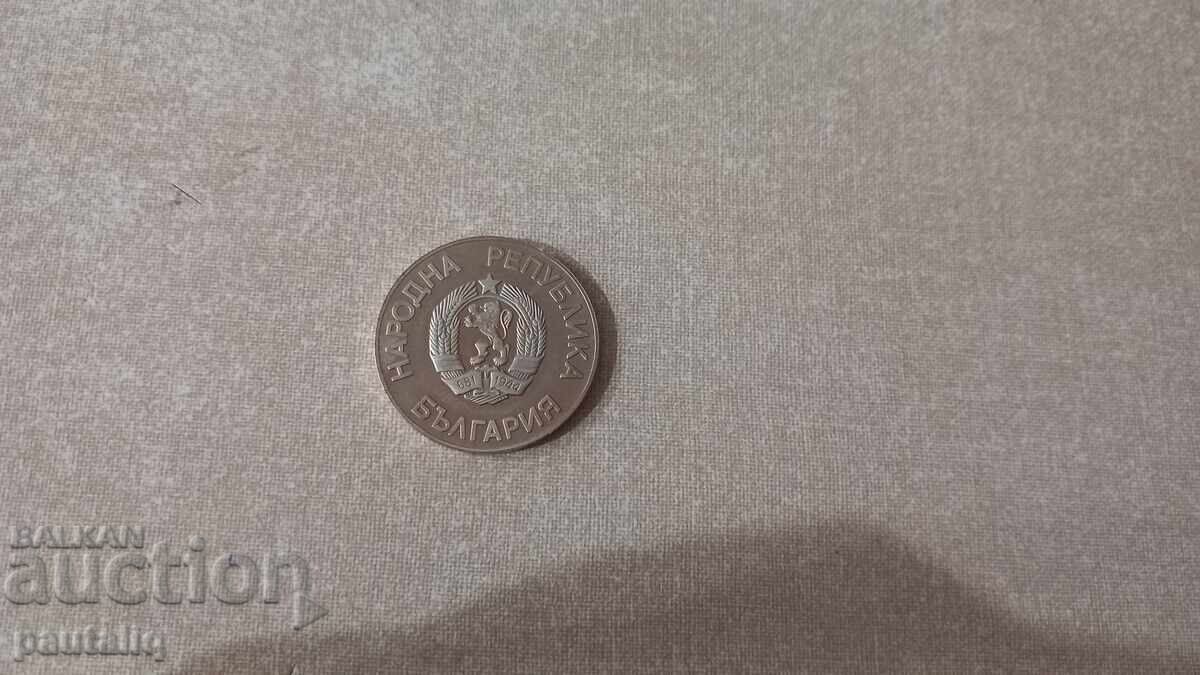 НАРОДНА РЕПУБЛИКА
БЪЛГАРИЯ
681 1944
BALKAN
auction
pautaliq